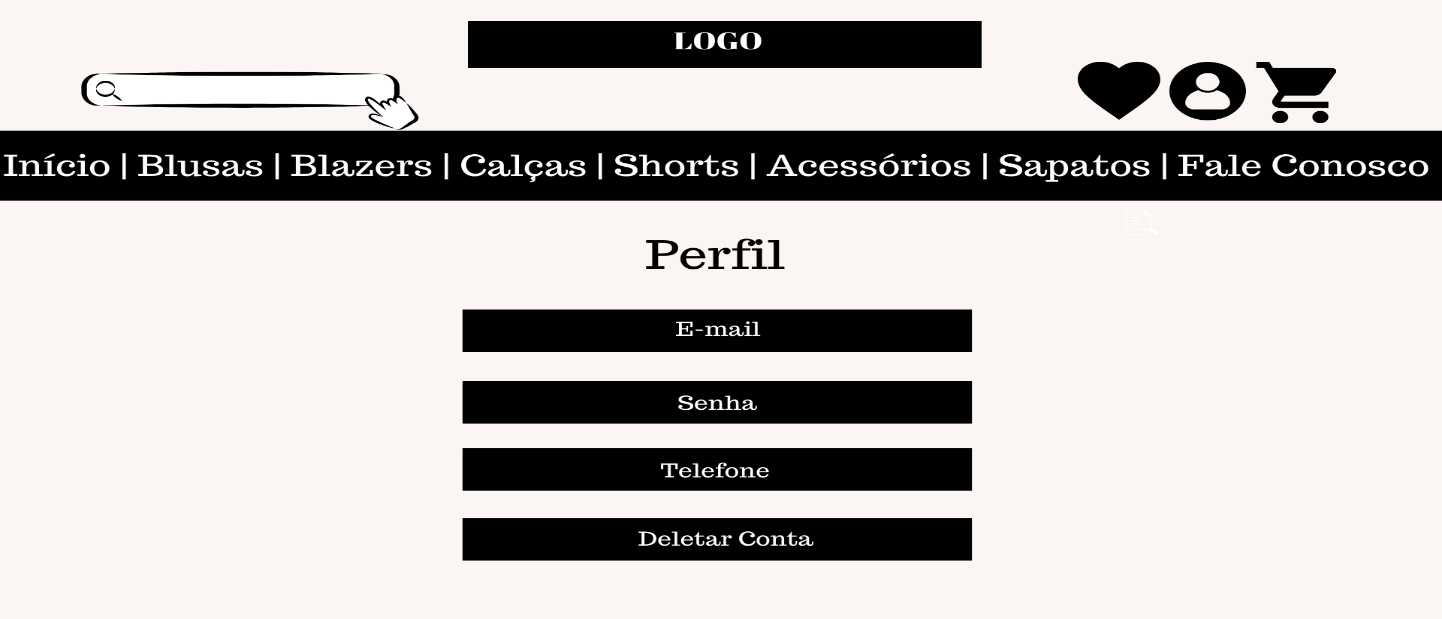 LOGO
Início | Blusas | Blazers | Calças | Shorts | Acessórios | Sapatos | Fale Conosco
Perfil
E-mail
Senha
Telefone
Deletar Conta